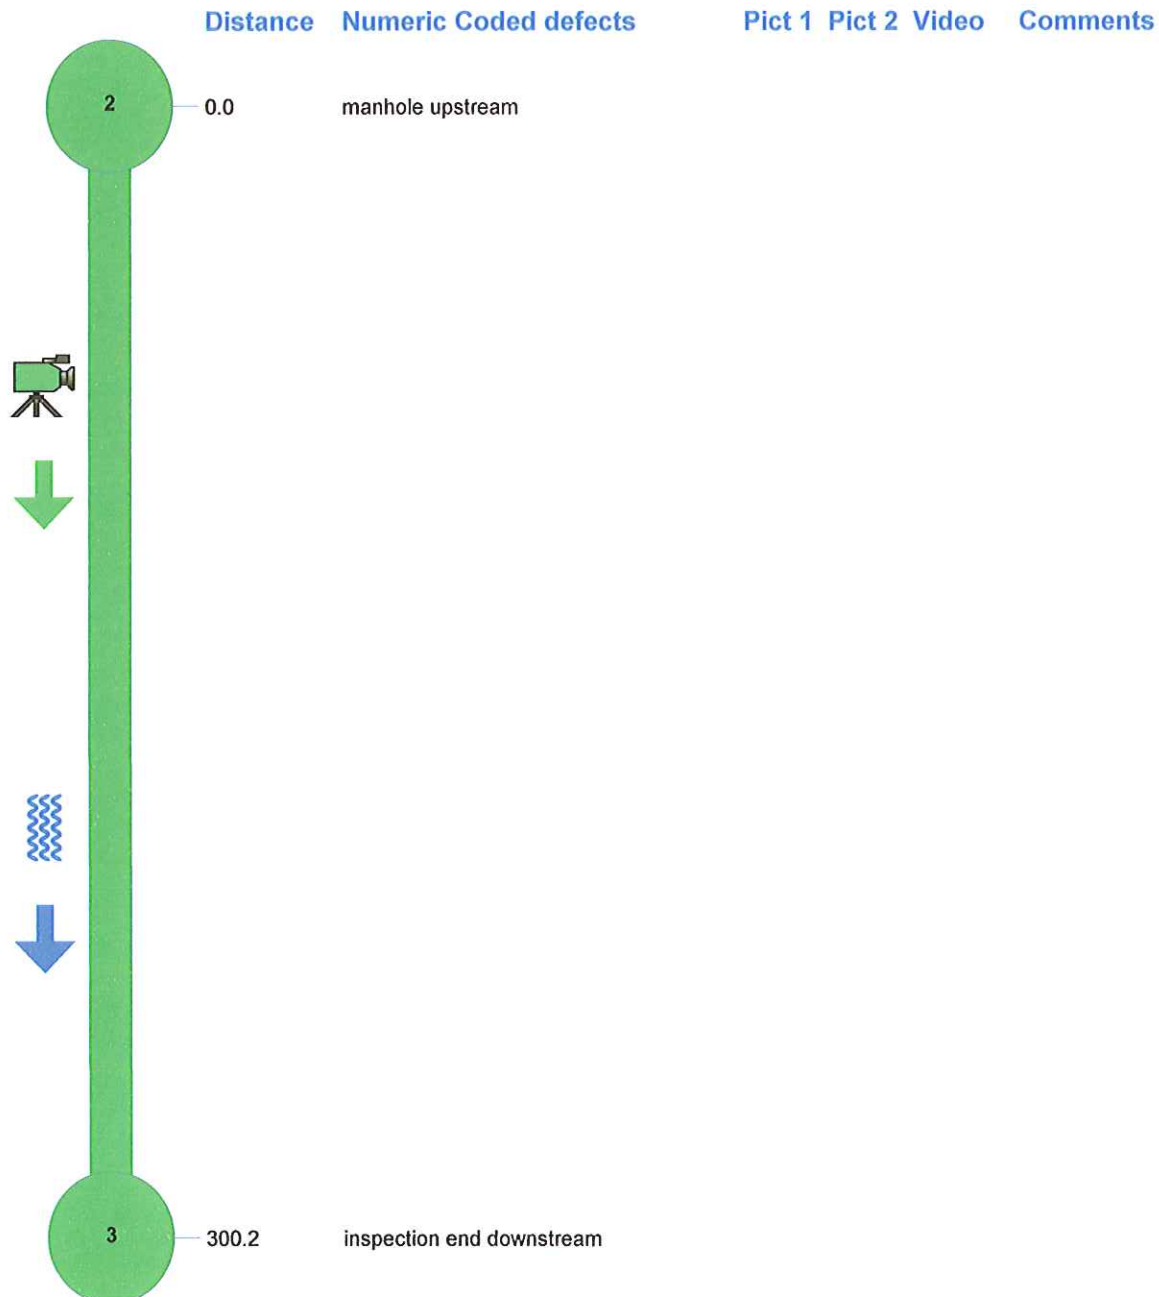 Distance Numeric Coded defects Pict 1 Pict 2 Video Comments
2 0.0 manhole upstream
3 300.2 inspection end downstream